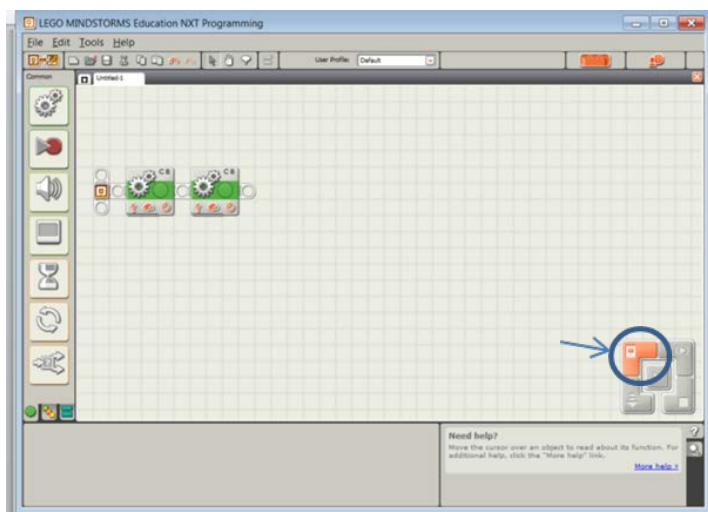 LEGO MINDSTORMS Education NXT Programming
File Edit Tools Help
User Profile: Default
Common
Untitled-1
C B
C B
Need help?
Move the cursor over an object to read about its function. For
additional help, click the "More help" link.
More help »
?